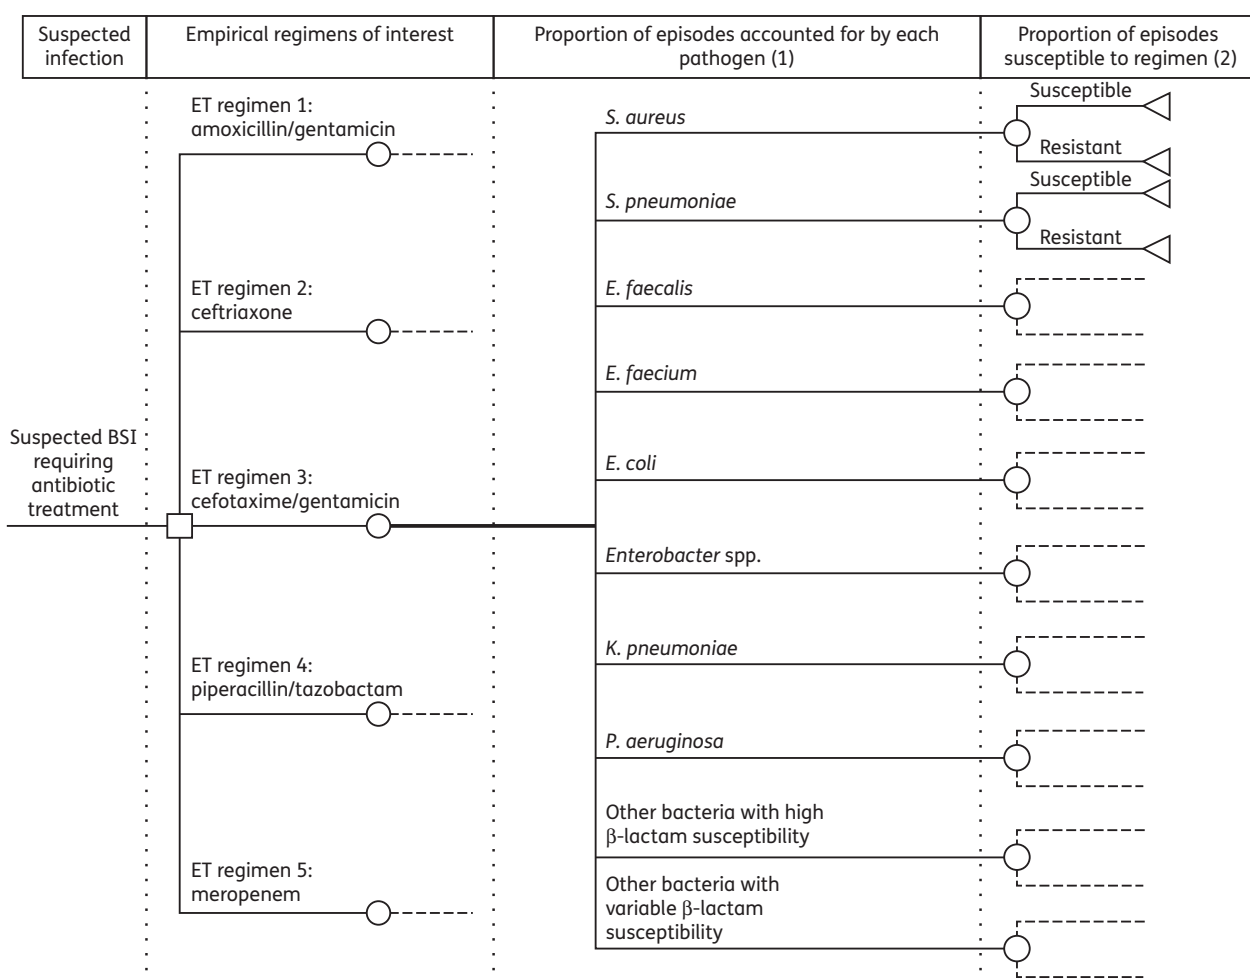 Suspected
infection
Empirical regimens of interest
Proportion of episodes accounted for by each
pathogen (1)
Proportion of episodes
susceptible to regimen (2)
Suspected BSI
requiring
antibiotic
treatment
ET regimen 1:
amoxicillin/gentamicin
ET regimen 2:
ceftriaxone
ET regimen 3:
cefotaxime/gentamicin
ET regimen 4:
piperacillin/tazobactam
ET regimen 5:
meropenem
S. aureus
S. pneumoniae
E. faecalis
E. faecium
E. coli
Enterobacter spp.
K. pneumoniae
P. aeruginosa
Other bacteria with high
β-lactam susceptibility
Other bacteria with
variable β-lactam
susceptibility
Susceptible
Resistant
Susceptible
Resistant